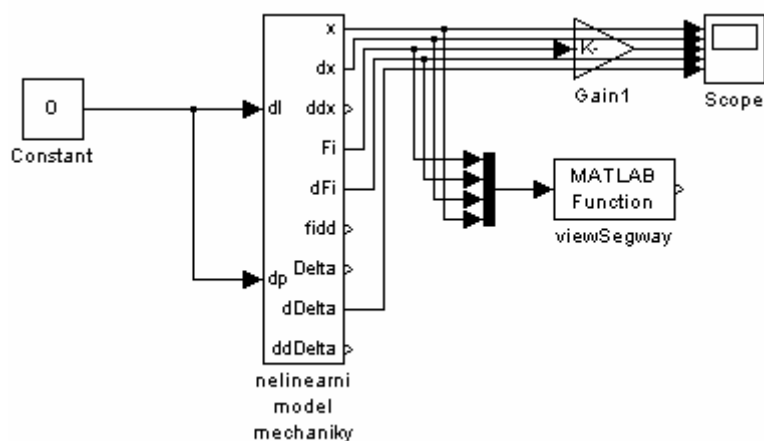 x
dx
ddx
Fi
dFi
fidd
Delta
dDelta
ddDelta
dl
dp
0
Constant
nelinearni
model
mechaniky
-K-
Gain1
Scope
MATLAB
Function
viewSegway